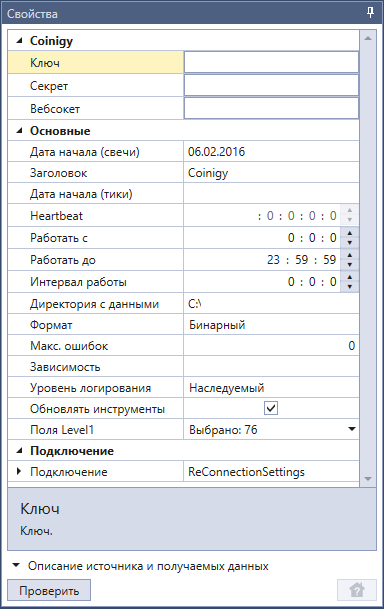 Свойства
Coinigy
Ключ
Секрет
Вебсокет
Основные
Дата начала (свечи) 06.02.2016
Заголовок Coinigy
Дата начала (тики)
Heartbeat : 0 : 0 : 0 : 0
Работать с 0 : 0 : 0
Работать до 23 : 59 : 59
Интервал работы 0 : 0 : 0
Директория с данными C:\
Формат Бинарный
Макс. ошибок 0
Зависимость
Уровень логирования Наследуемый
Обновлять инструменты
Поля Level1 Выбрано: 76
Подключение
Подключение ReConnectionSettings
Ключ
Ключ.
Описание источника и получаемых данных
Проверить